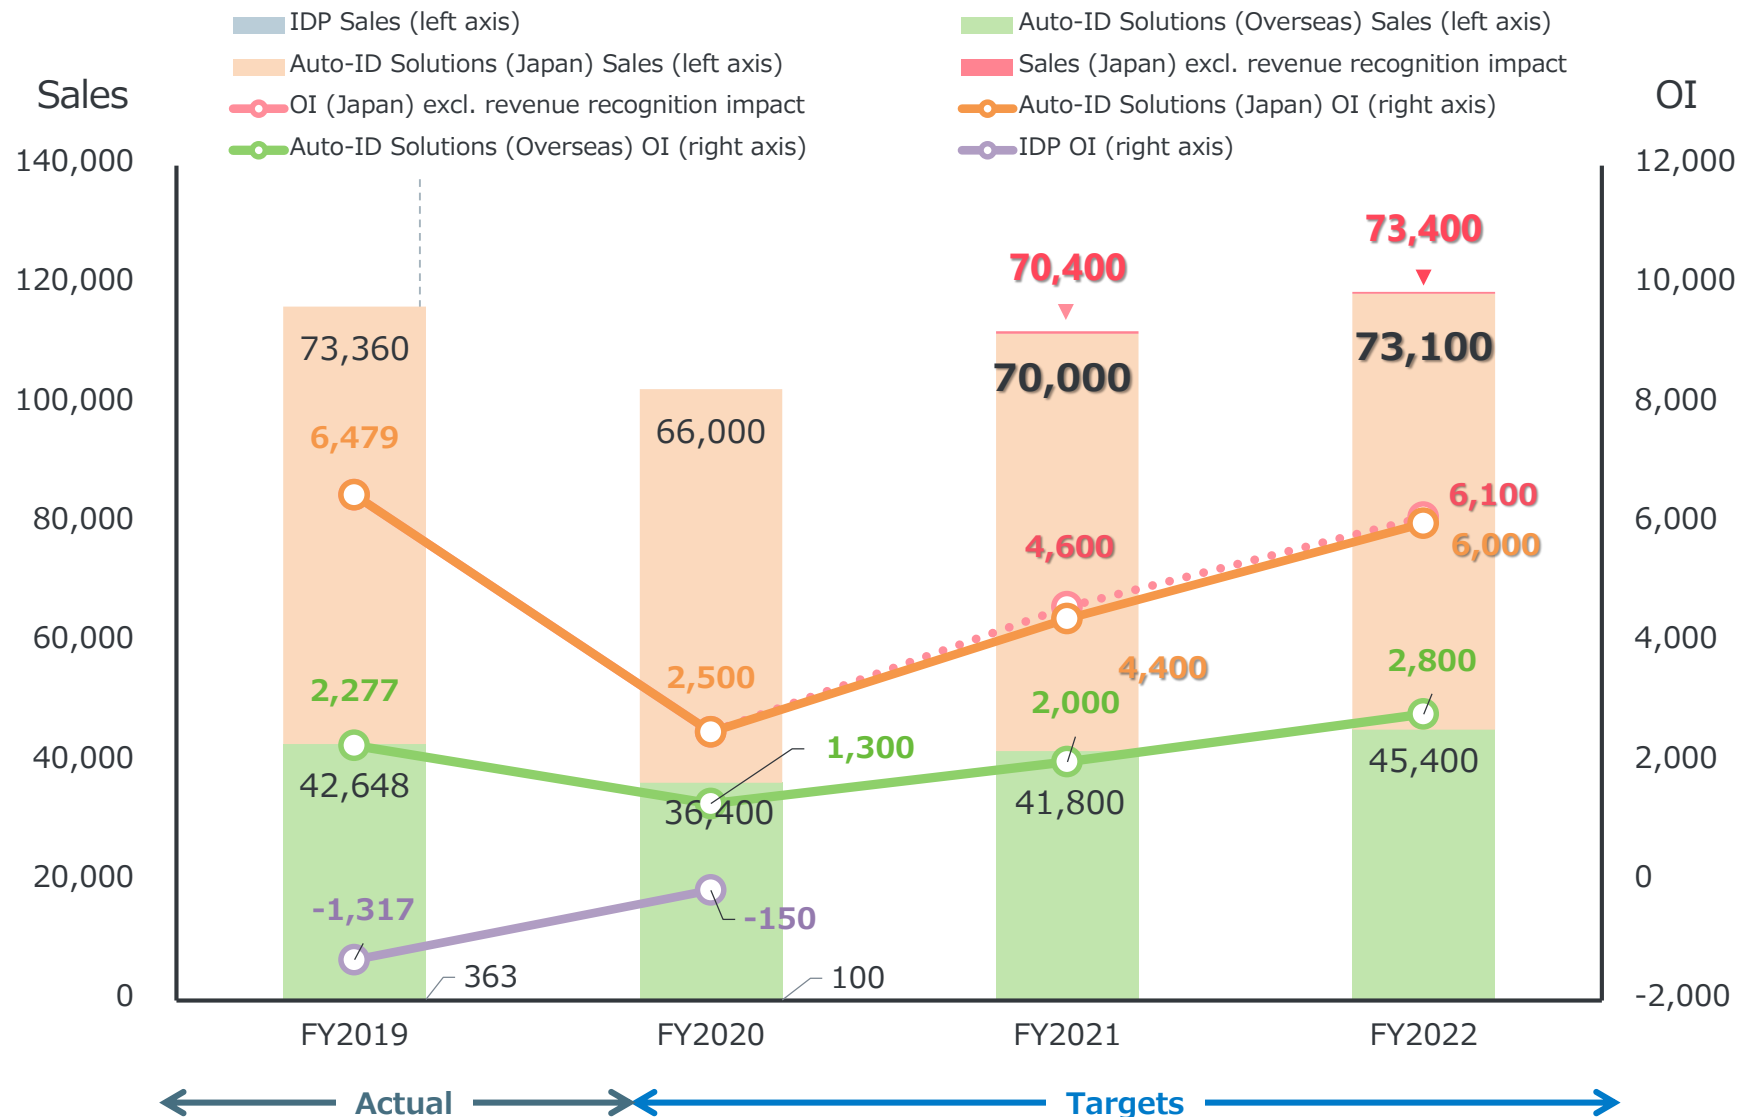 IDP Sales (left axis)
Auto-ID Solutions (Overseas) Sales (left axis)
Auto-ID Solutions (Japan) Sales (left axis)
Sales (Japan) excl. revenue recognition impact
OI (Japan) excl. revenue recognition impact
Auto-ID Solutions (Japan) OI (right axis)
Auto-ID Solutions (Overseas) OI (right axis)
IDP OI (right axis)
Sales
OI
140,000
120,000
100,000
80,000
60,000
40,000
20,000
0
12,000
10,000
8,000
6,000
4,000
2,000
0
-2,000
73,360
6,479
2,277
42,648
-1,317
363
66,000
2,500
1,300
36,400
-150
100
70,400
70,000
4,600
4,400
2,000
41,800
73,400
73,100
6,100
6,000
2,800
45,400
FY2019
FY2020
FY2021
FY2022
Actual
Targets